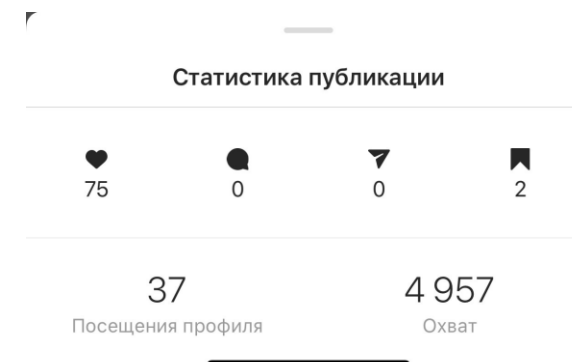 Статистика публикации
75 0 0 2
37 4 957
Посещения профиля Охват